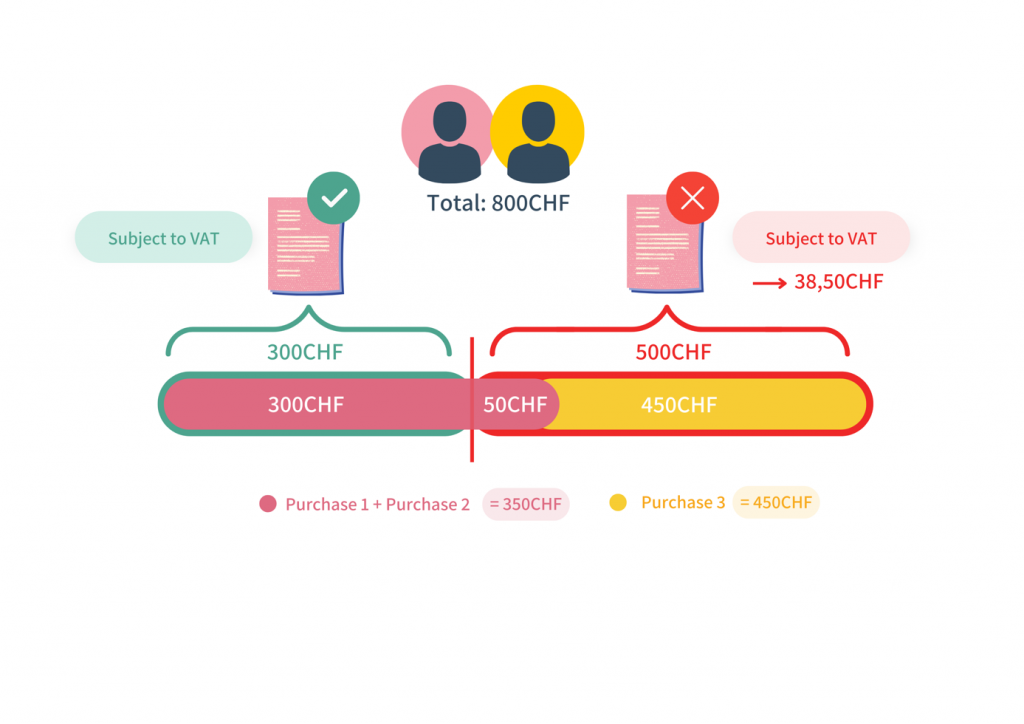 Total: 800CHF
Subject to VAT
Subject to VAT
38,50CHF
300CHF
500CHF
300CHF
50CHF
450CHF
Purchase 1 + Purchase 2 = 350CHF
Purchase 3 = 450CHF